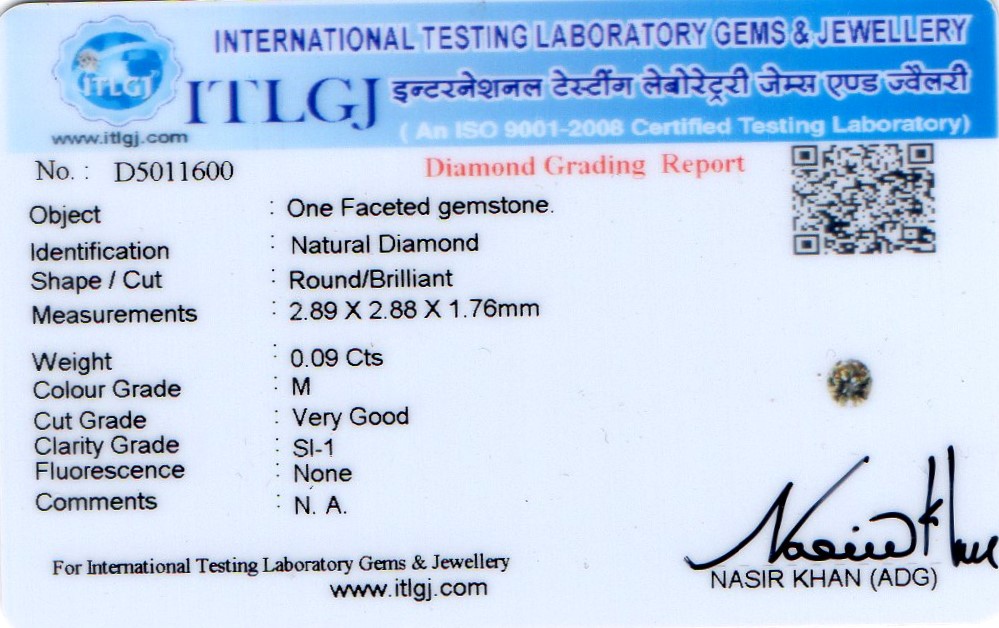 INTERNATIONAL TESTING LABORATORY GEMS & JEWELLERY
ITLGJ
ITLGJ इन्टरनेशनल टेस्टींग लेबोरेट्ररी जेम्स एण्ड ज्वैलरी
www.itlgj.com
( An ISO 9001-2008 Certified Testing Laboratory)
No. : D5011600
Diamond Grading Report
Object : One Faceted gemstone.
Identification : Natural Diamond
Shape / Cut : Round/Brilliant
Measurements : 2.89 X 2.88 X 1.76mm
Weight : 0.09 Cts
Colour Grade : M
Cut Grade : Very Good
Clarity Grade : SI-1
Fluorescence : None
Comments : N. A.
Nasir Khan
For International Testing Laboratory Gems & Jewellery
www.itlgj.com
NASIR KHAN (ADG)